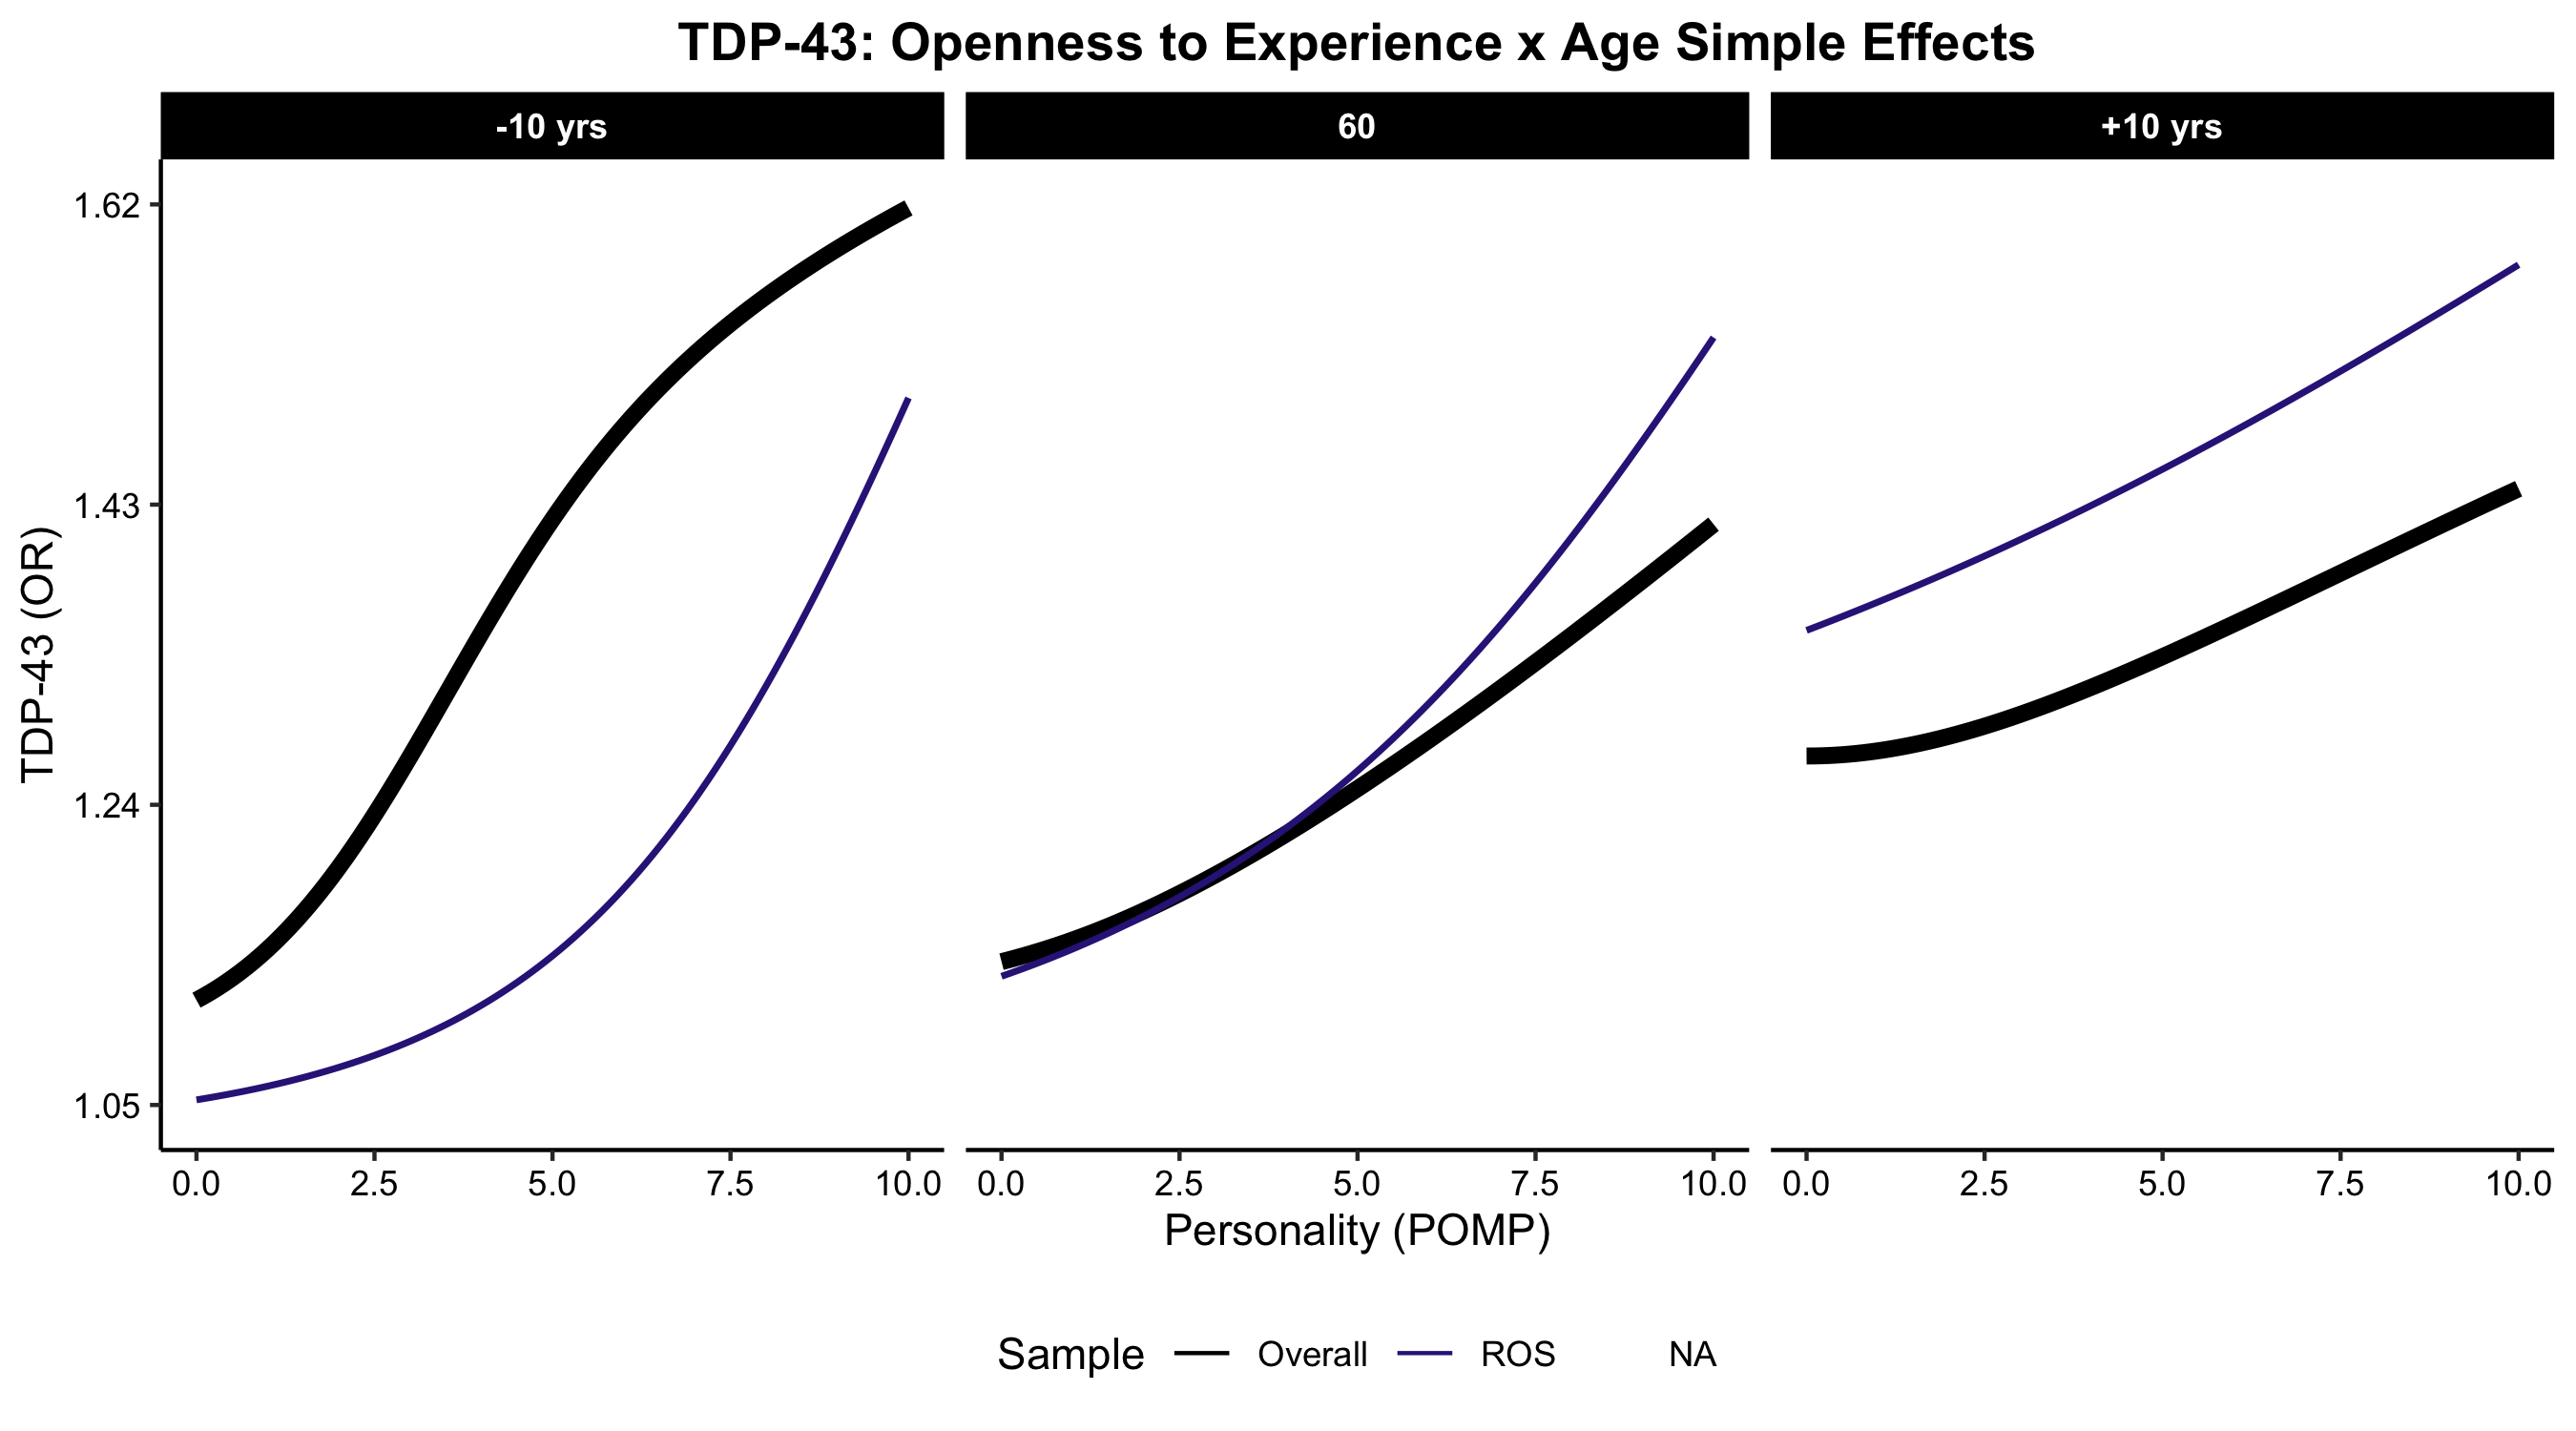 TDP-43: Openness to Experience x Age Simple Effects
-10 yrs
60
+10 yrs
TDP-43 (OR)
1.62
1.43
1.24
1.05
0.0 2.5 5.0 7.5 10.0
0.0 2.5 5.0 7.5 10.0
0.0 2.5 5.0 7.5 10.0
Personality (POMP)
Sample Overall ROS NA